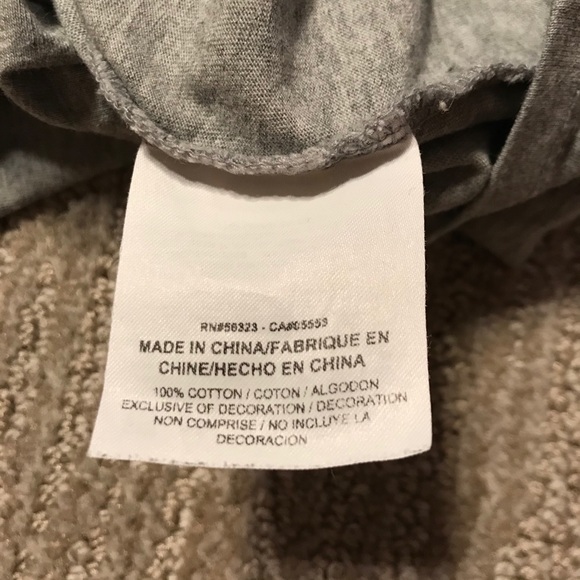 RN#56323 - CA#05553
MADE IN CHINA/FABRIQUE EN
CHINE/HECHO EN CHINA
100% COTTON / COTON / ALGODON
EXCLUSIVE OF DECORATION / DECORATION
NON COMPRISE / NO INCLUYE LA
DECORACION